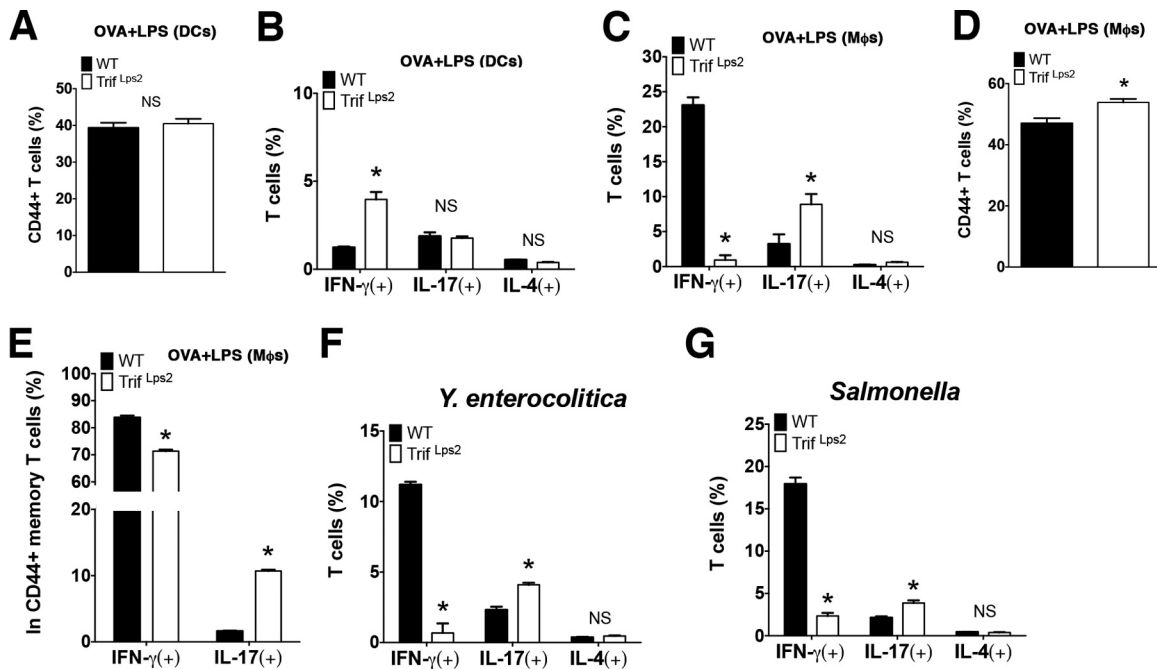 A
OVA+LPS (DCs)
WT
Trif Lps2
NS
CD44+ T cells (%)
50
40
30
20
10
0
B
OVA+LPS (DCs)
WT
Trif Lps2
T cells (%)
10
5
0
*
NS
NS
IFN-γ(+) IL-17(+) IL-4(+)
C
OVA+LPS (Mϕs)
WT
Trif Lps2
T cells (%)
30
25
20
15
10
5
0
*
*
NS
IFN-γ(+) IL-17(+) IL-4(+)
D
OVA+LPS (Mϕs)
WT
Trif Lps2
*
CD44+ T cells (%)
60
40
20
0
E
OVA+LPS (Mϕs)
WT
Trif Lps2
In CD44+ memory T cells (%)
100
90
80
70
60
20
10
0
*
*
IFN-γ(+) IL-17(+)
F
Y. enterocolitica
WT
Trif Lps2
T cells (%)
15
10
5
0
*
*
NS
IFN-γ(+) IL-17(+) IL-4(+)
G
Salmonella
WT
Trif Lps2
T cells (%)
25
20
15
10
5
0
*
*
NS
IFN-γ(+) IL-17(+) IL-4(+)